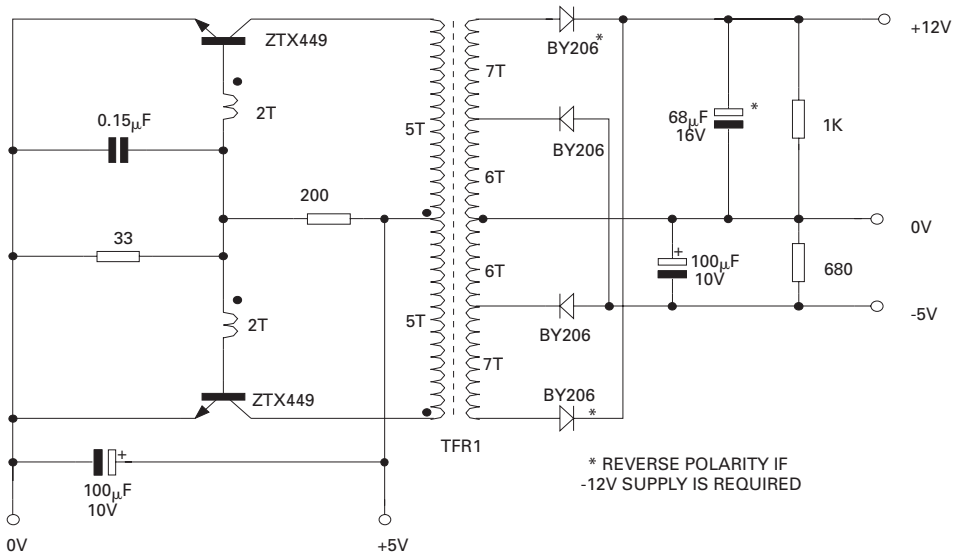 ZTX449
BY206*
+12V
7T
2T
0.15μF
5T
68μF
16V
*
1K
BY206
6T
200
0V
33
6T
+
100μF
10V
680
2T
5T
BY206
-5V
7T
ZTX449
BY206
*
TFR1
+
100μF
10V
* REVERSE POLARITY IF
-12V SUPPLY IS REQUIRED
0V
+5V